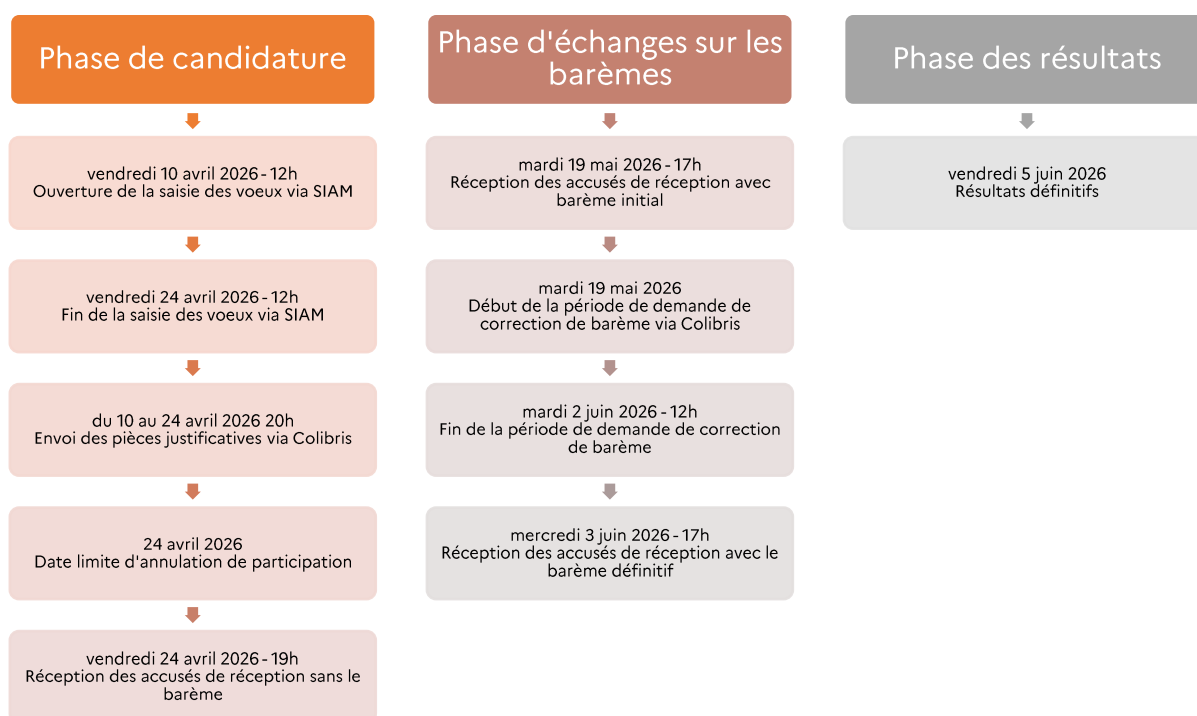 Phase de candidature
vendredi 10 avril 2026 - 12h
Ouverture de la saisie des voeux via SIAM
vendredi 24 avril 2026 - 12h
Fin de la saisie des voeux via SIAM
du 10 au 24 avril 2026 20h
Envoi des pièces justificatives via Colibris
24 avril 2026
Date limite d'annulation de participation
vendredi 24 avril 2026 - 19h
Réception des accusés de réception sans le
barème
Phase d'échanges sur les
barèmes
mardi 19 mai 2026 - 17h
Réception des accusés de réception avec
barème initial
mardi 19 mai 2026
Début de la période de demande de
correction de barème via Colibris
mardi 2 juin 2026 - 12h
Fin de la période de demande de correction
de barème
mercredi 3 juin 2026 - 17h
Réception des accusés de réception avec le
barème définitif
Phase des résultats
vendredi 5 juin 2026
Résultats définitifs